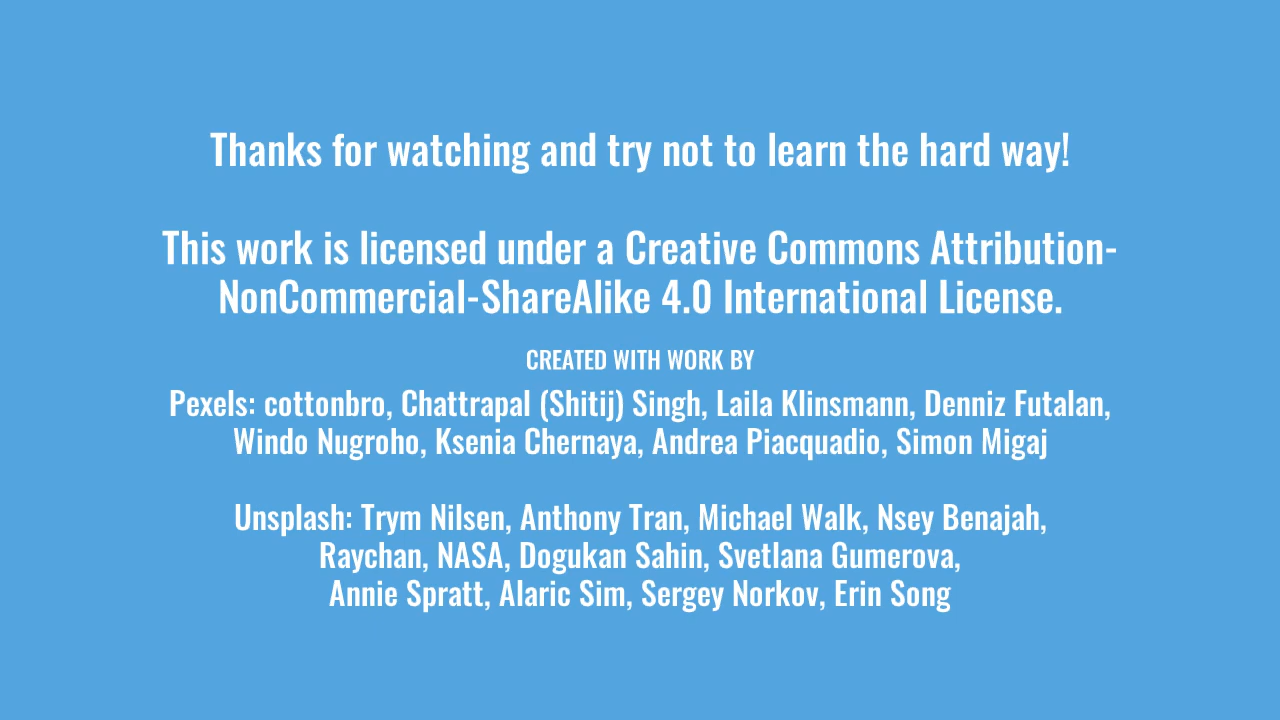 Thanks for watching and try not to learn the hard way!
This work is licensed under a Creative Commons Attribution-
NonCommercial-ShareAlike 4.0 International License.
CREATED WITH WORK BY
Pexels: cottonbro, Chattrapal (Shitij) Singh, Laila Klinsmann, Denniz Futalan,
Windo Nugroho, Ksenia Chernaya, Andrea Piacquadio, Simon Migaj
Unsplash: Trym Nilsen, Anthony Tran, Michael Walk, Nsey Benajah,
Raychan, NASA, Dogukan Sahin, Svetlana Gumerova,
Annie Spratt, Alaric Sim, Sergey Norkov, Erin Song